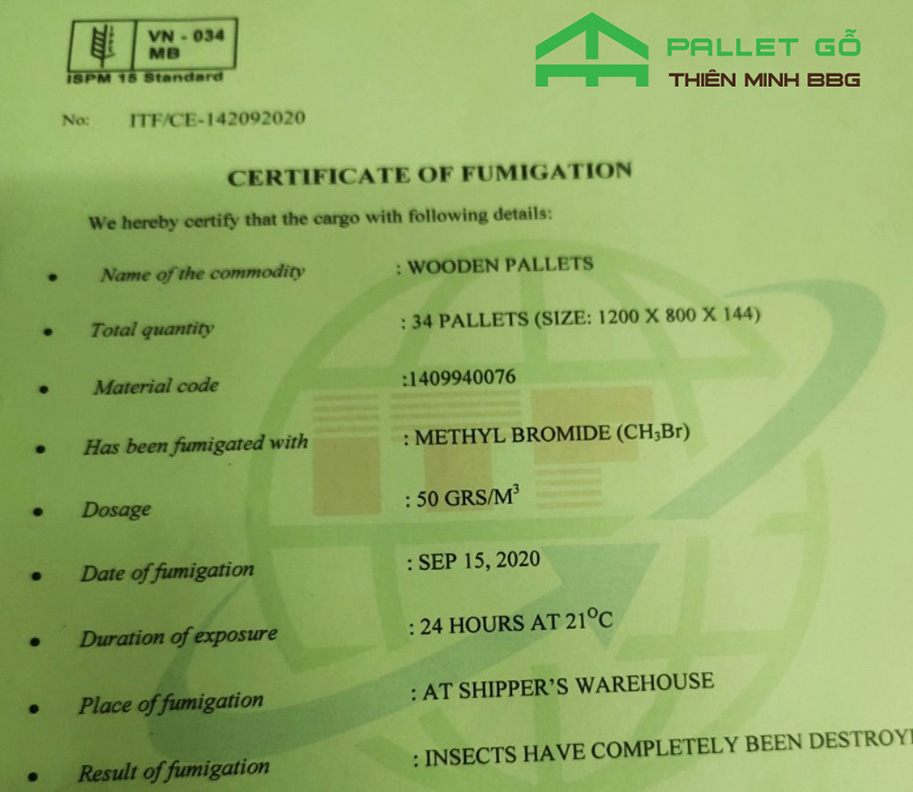 VN - 034
MB
ISPM 15 Standard
PALLET GỖ
THIÊN MINH BBG
No: ITF/CE-142092020
CERTIFICATE OF FUMIGATION
We hereby certify that the cargo with following details:
• Name of the commodity : WOODEN PALLETS
• Total quantity : 34 PALLETS (SIZE: 1200 X 800 X 144)
• Material code :1409940076
• Has been fumigated with : METHYL BROMIDE (CH₃Br)
• Dosage : 50 GRS/M³
• Date of fumigation : SEP 15, 2020
• Duration of exposure : 24 HOURS AT 21⁰C
• Place of fumigation : AT SHIPPER'S WAREHOUSE
• Result of fumigation : INSECTS HAVE COMPLETELY BEEN DESTROY